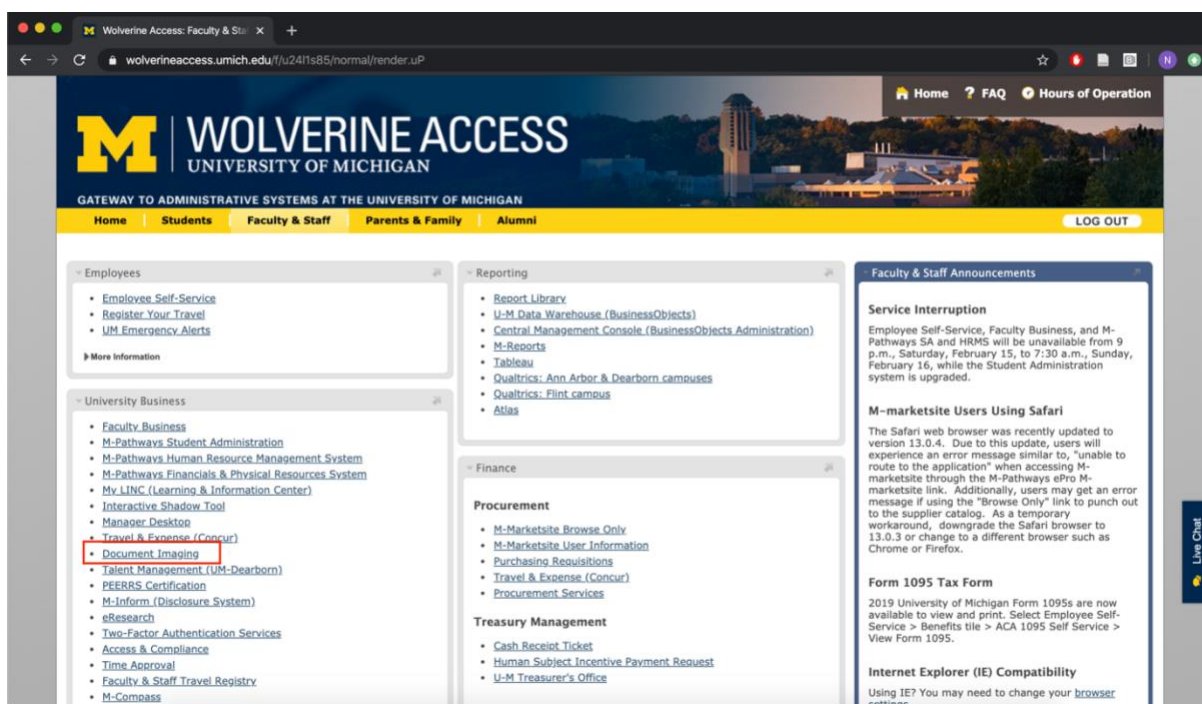 Wolverine Access: Faculty & Sta
wolverineaccess.umich.edu/f/u24l1s85/normal/render.uP
N
Home ? FAQ Hours of Operation
M WOLVERINE ACCESS
UNIVERSITY OF MICHIGAN
GATEWAY TO ADMINISTRATIVE SYSTEMS AT THE UNIVERSITY OF MICHIGAN
Home Students Faculty & Staff Parents & Family Alumni LOG OUT
Employees
• Employee Self-Service
• Register Your Travel
• UM Emergency Alerts
More Information
University Business
• Faculty Business
• M-Pathways Student Administration
• M-Pathways Human Resource Management System
• M-Pathways Financials & Physical Resources System
• My LINC (Learning & Information Center)
• Interactive Shadow Tool
• Manager Desktop
• Travel & Expense (Concur)
• Document Imaging
• Talent Management (UM-Dearborn)
• PEERRS Certification
• M-Inform (Disclosure System)
• eResearch
• Two-Factor Authentication Services
• Access & Compliance
• Time Approval
• Faculty & Staff Travel Registry
• M-Compass
Reporting
• Report Library
• U-M Data Warehouse (BusinessObjects)
• Central Management Console (BusinessObjects Administration)
• M-Reports
• Tableau
• Qualtrics: Ann Arbor & Dearborn campuses
• Qualtrics: Flint campus
• Atlas
Finance
Procurement
• M-Marketsite Browse Only
• M-Marketsite User Information
• Purchasing Requisitions
• Travel & Expense (Concur)
• Procurement Services
Treasury Management
• Cash Receipt Ticket
• Human Subject Incentive Payment Request
• U-M Treasurer's Office
Faculty & Staff Announcements
Service Interruption
Employee Self-Service, Faculty Business, and M-
Pathways SA and HRMS will be unavailable from 9
p.m., Saturday, February 15, to 7:30 a.m., Sunday,
February 16, while the Student Administration
system is upgraded.
M-marketsite Users Using Safari
The Safari web browser was recently updated to
version 13.0.4. Due to this update, users will
experience an error message similar to, "unable to
route to the application" when accessing M-
marketsite through the M-Pathways ePro M-
marketsite link. Additionally, users may get an error
message if using the "Browse Only" link to punch out
to the supplier catalog. As a temporary
workaround, downgrade the Safari browser to
13.0.3 or change to a different browser such as
Chrome or Firefox.
Form 1095 Tax Form
2019 University of Michigan Form 1095s are now
available to view and print. Select Employee Self-
Service > Benefits tile > ACA 1095 Self Service >
View Form 1095.
Internet Explorer (IE) Compatibility
Using IE? You may need to change your browser
settings
Live Chat